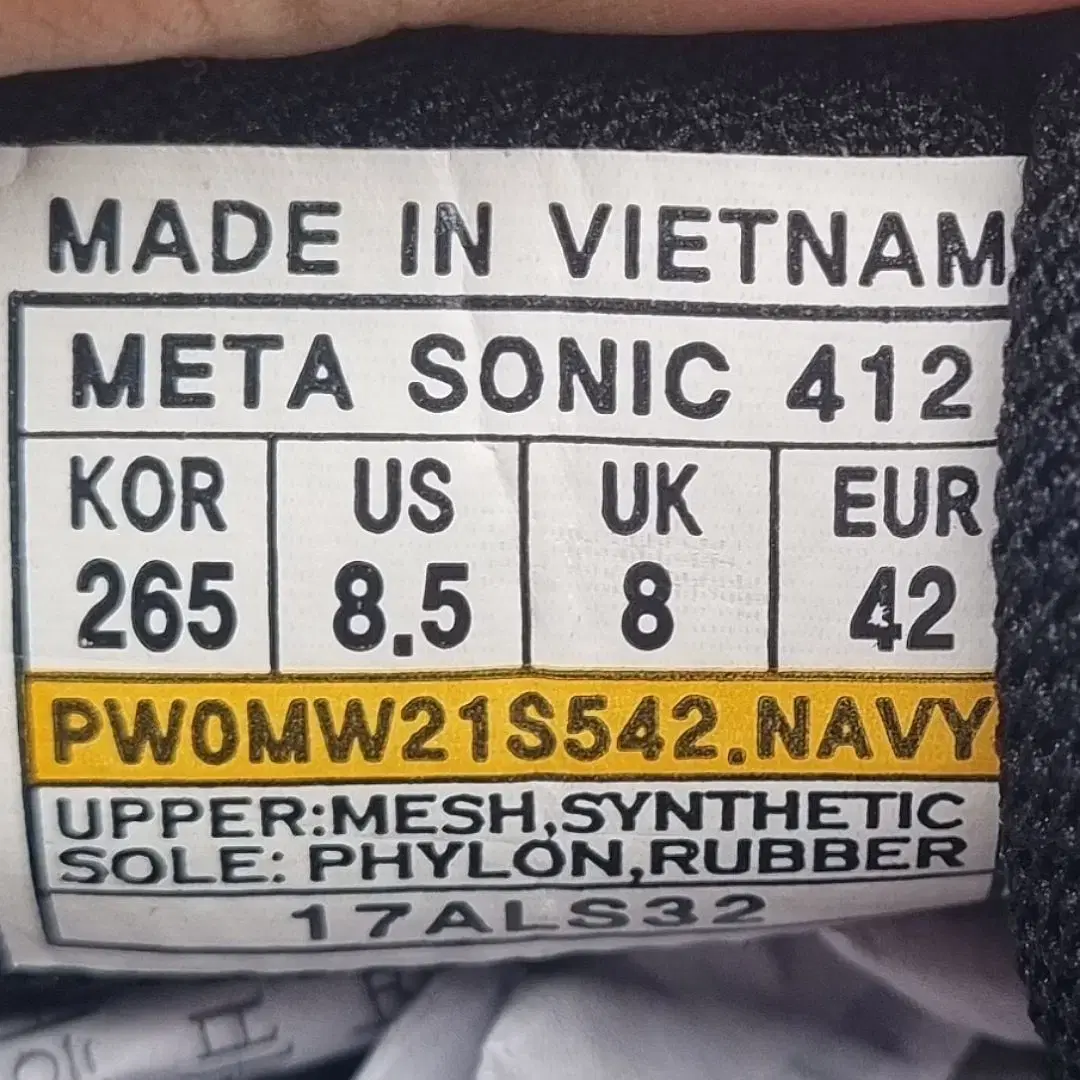 MADE IN VIETNAM
META SONIC 412
KOR US UK EUR
265 8.5 8 42
PW0MW21S542.NAVY
UPPER:MESH,SYNTHETIC
SOLE: PHYLON,RUBBER
17ALS32